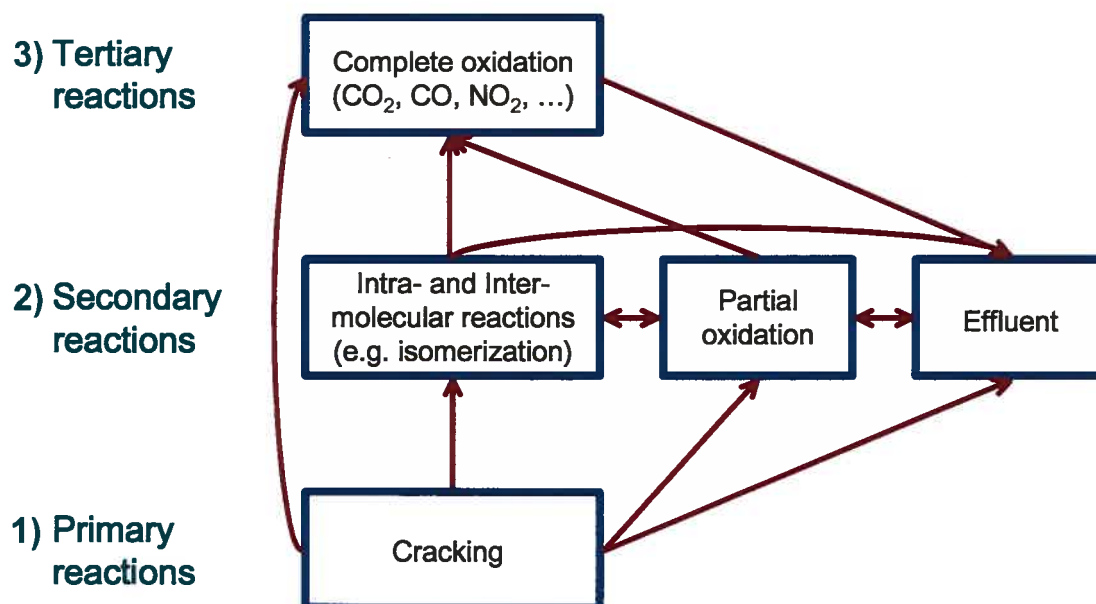 3) Tertiary
reactions
Complete oxidation
(CO₂, CO, NO₂, …)
2) Secondary
reactions
Intra- and Inter-
molecular reactions
(e.g. isomerization)
Partial
oxidation
Effluent
1) Primary
reactions
Cracking